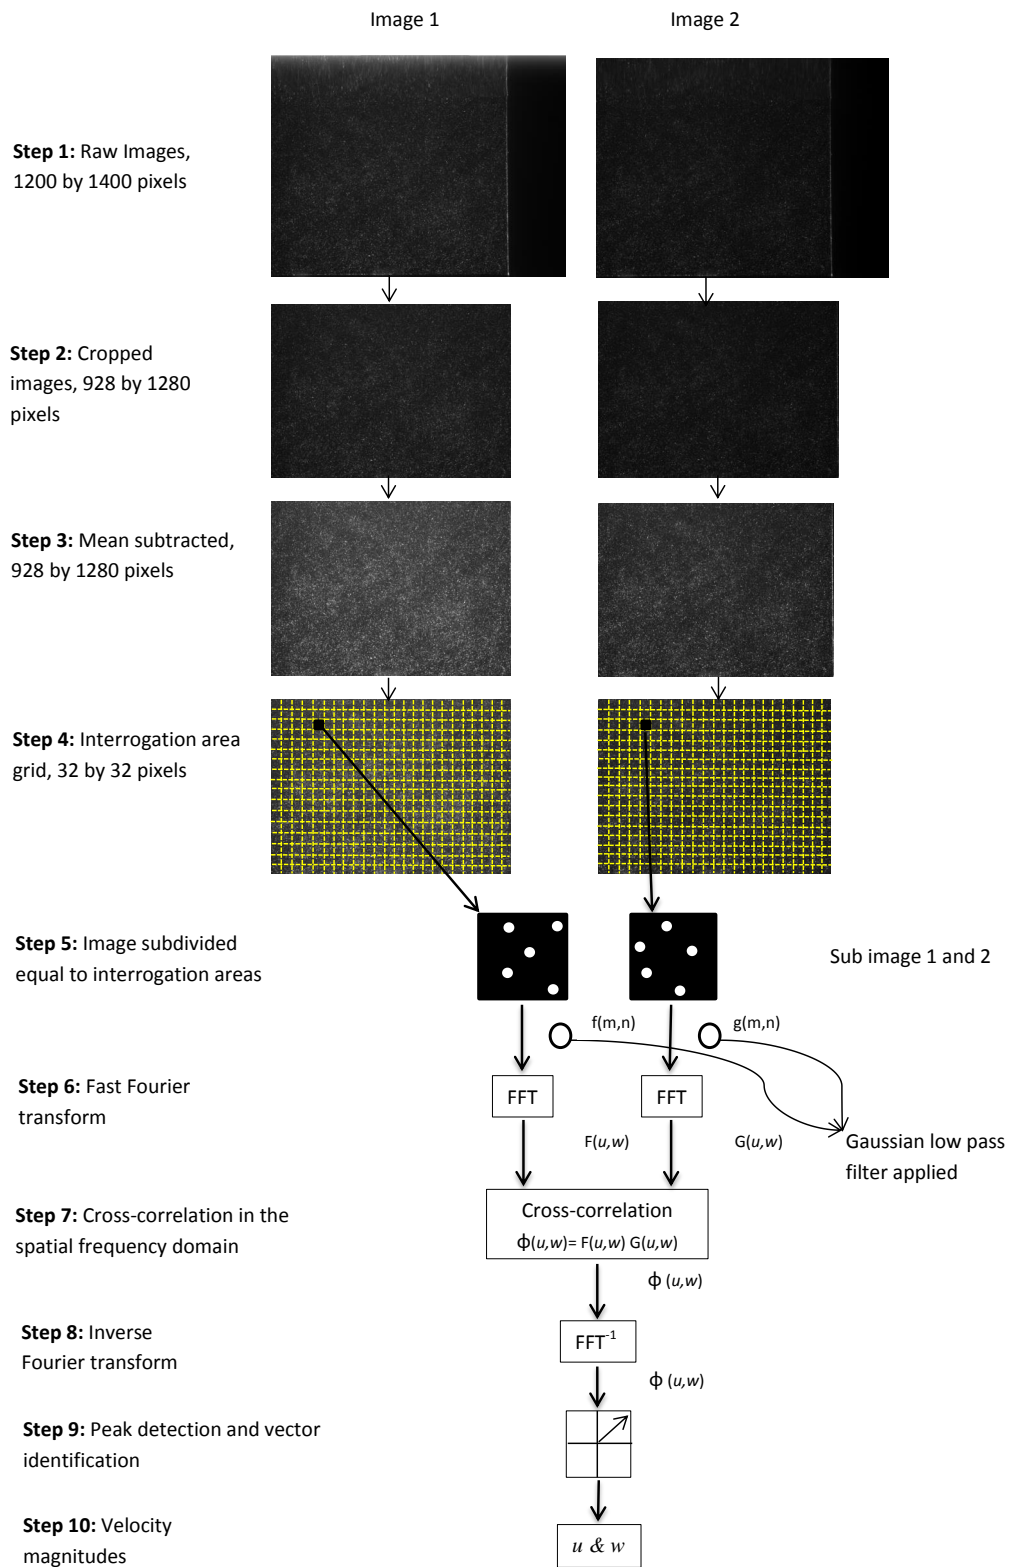 Image 1
Image 2
Step 1: Raw Images,
1200 by 1400 pixels
Step 2: Cropped
images, 928 by 1280
pixels
Step 3: Mean subtracted,
928 by 1280 pixels
Step 4: Interrogation area
grid, 32 by 32 pixels
Step 5: Image subdivided
equal to interrogation areas
Sub image 1 and 2
f(m,n)
g(m,n)
Step 6: Fast Fourier
transform
FFT
FFT
F(u,w)
G(u,w)
Gaussian low pass
filter applied
Step 7: Cross-correlation in the
spatial frequency domain
Cross-correlation
ϕ(u,w)= F(u,w) G(u,w)
ϕ (u,w)
Step 8: Inverse
Fourier transform
FFT⁻¹
ϕ (u,w)
Step 9: Peak detection and vector
identification
Step 10: Velocity
magnitudes
u & w